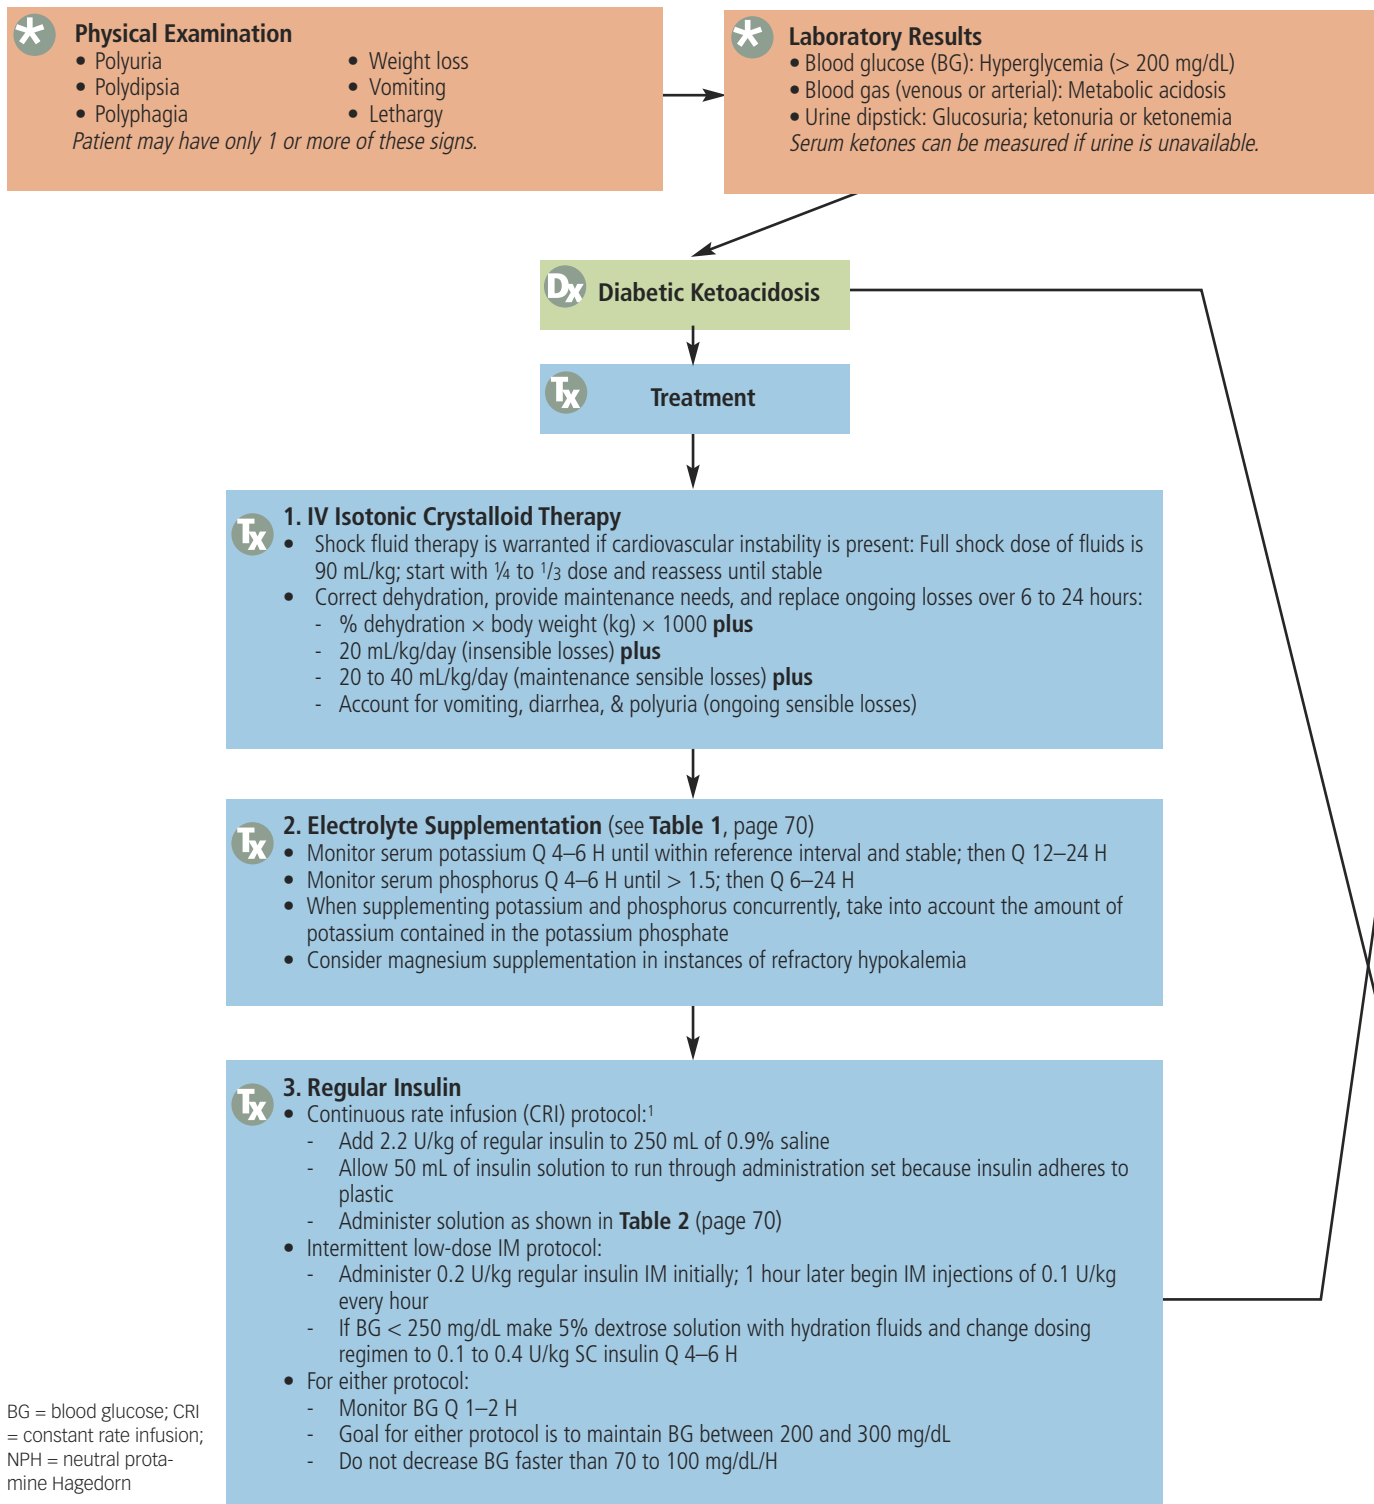 Physical Examination
• Polyuria
• Polydipsia
• Polyphagia
• Weight loss
• Vomiting
• Lethargy
Patient may have only 1 or more of these signs.
Laboratory Results
• Blood glucose (BG): Hyperglycemia (> 200 mg/dL)
• Blood gas (venous or arterial): Metabolic acidosis
• Urine dipstick: Glucosuria; ketonuria or ketonemia
Serum ketones can be measured if urine is unavailable.
Dx Diabetic Ketoacidosis
Tx Treatment
Tx 1. IV Isotonic Crystalloid Therapy
• Shock fluid therapy is warranted if cardiovascular instability is present: Full shock dose of fluids is
90 mL/kg; start with ¼ to 1/3 dose and reassess until stable
• Correct dehydration, provide maintenance needs, and replace ongoing losses over 6 to 24 hours:
- % dehydration × body weight (kg) × 1000 plus
- 20 mL/kg/day (insensible losses) plus
- 20 to 40 mL/kg/day (maintenance sensible losses) plus
- Account for vomiting, diarrhea, & polyuria (ongoing sensible losses)
Tx 2. Electrolyte Supplementation (see Table 1, page 70)
• Monitor serum potassium Q 4–6 H until within reference interval and stable; then Q 12–24 H
• Monitor serum phosphorus Q 4–6 H until > 1.5; then Q 6–24 H
• When supplementing potassium and phosphorus concurrently, take into account the amount of
potassium contained in the potassium phosphate
• Consider magnesium supplementation in instances of refractory hypokalemia
Tx 3. Regular Insulin
• Continuous rate infusion (CRI) protocol:1
- Add 2.2 U/kg of regular insulin to 250 mL of 0.9% saline
- Allow 50 mL of insulin solution to run through administration set because insulin adheres to
plastic
- Administer solution as shown in Table 2 (page 70)
• Intermittent low-dose IM protocol:
- Administer 0.2 U/kg regular insulin IM initially; 1 hour later begin IM injections of 0.1 U/kg
every hour
- If BG < 250 mg/dL make 5% dextrose solution with hydration fluids and change dosing
regimen to 0.1 to 0.4 U/kg SC insulin Q 4–6 H
• For either protocol:
- Monitor BG Q 1–2 H
- Goal for either protocol is to maintain BG between 200 and 300 mg/dL
- Do not decrease BG faster than 70 to 100 mg/dL/H
BG = blood glucose; CRI
= constant rate infusion;
NPH = neutral prota-
mine Hagedorn